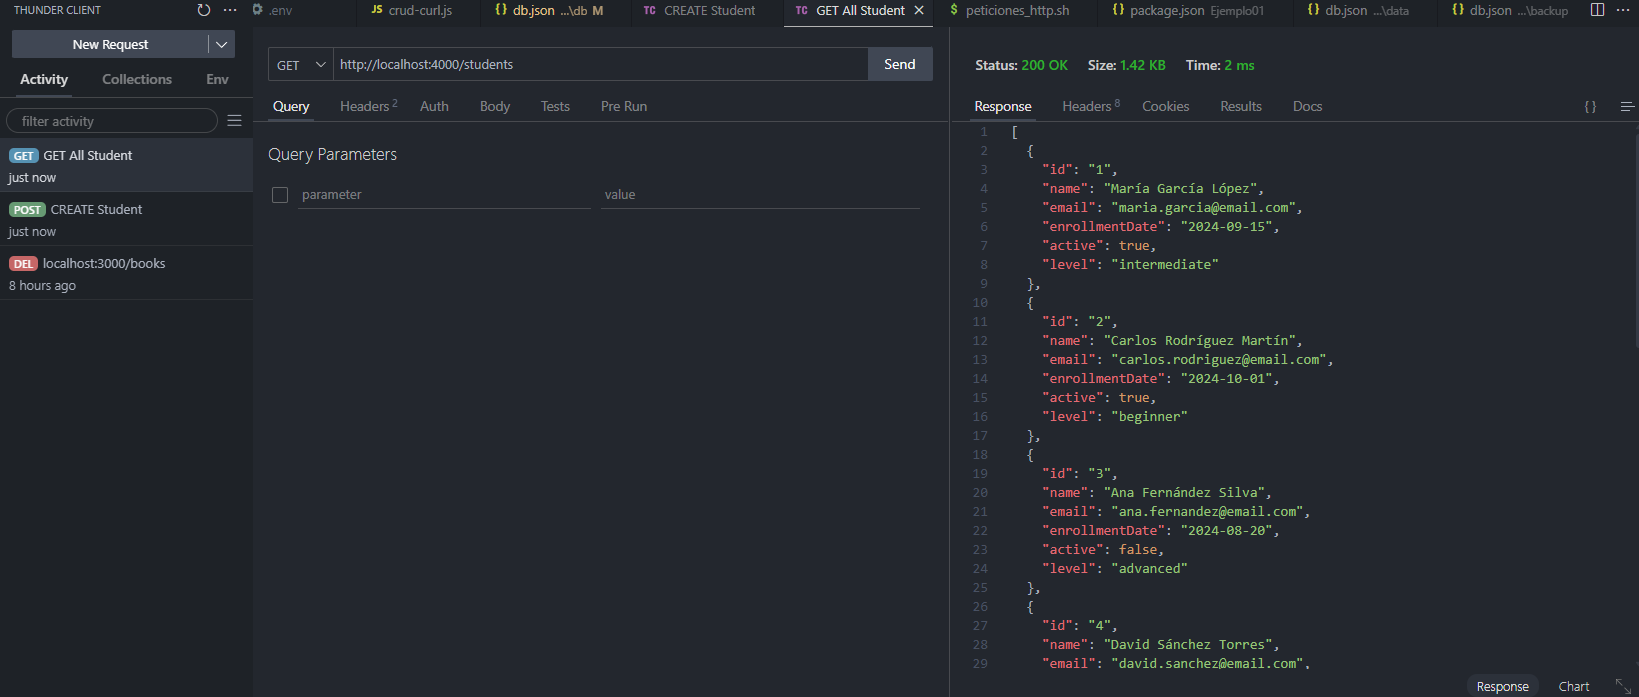 THUNDER CLIENT
New Request
Activity Collections Env
filter activity
GET GET All Student
just now
POST CREATE Student
just now
DEL localhost:3000/books
8 hours ago
.env JS crud-curl.js {} db.json ...\db M TC CREATE Student TC GET All Student $ peticiones_http.sh {} package.json Ejemplo01 {} db.json ...\data {} db.json ...\backup
GET http://localhost:4000/students Send
Query Headers 2 Auth Body Tests Pre Run
Query Parameters
parameter value
Status: 200 OK Size: 1.42 KB Time: 2 ms
Response Headers 8 Cookies Results Docs { }
1 [
2 {
3 "id": "1",
4 "name": "María García López",
5 "email": "maria.garcia@email.com",
6 "enrollmentDate": "2024-09-15",
7 "active": true,
8 "level": "intermediate"
9 },
10 {
11 "id": "2",
12 "name": "Carlos Rodríguez Martín",
13 "email": "carlos.rodriguez@email.com",
14 "enrollmentDate": "2024-10-01",
15 "active": true,
16 "level": "beginner"
17 },
18 {
19 "id": "3",
20 "name": "Ana Fernández Silva",
21 "email": "ana.fernandez@email.com",
22 "enrollmentDate": "2024-08-20",
23 "active": false,
24 "level": "advanced"
25 },
26 {
27 "id": "4",
28 "name": "David Sánchez Torres",
29 "email": "david.sanchez@email.com",
Response Chart